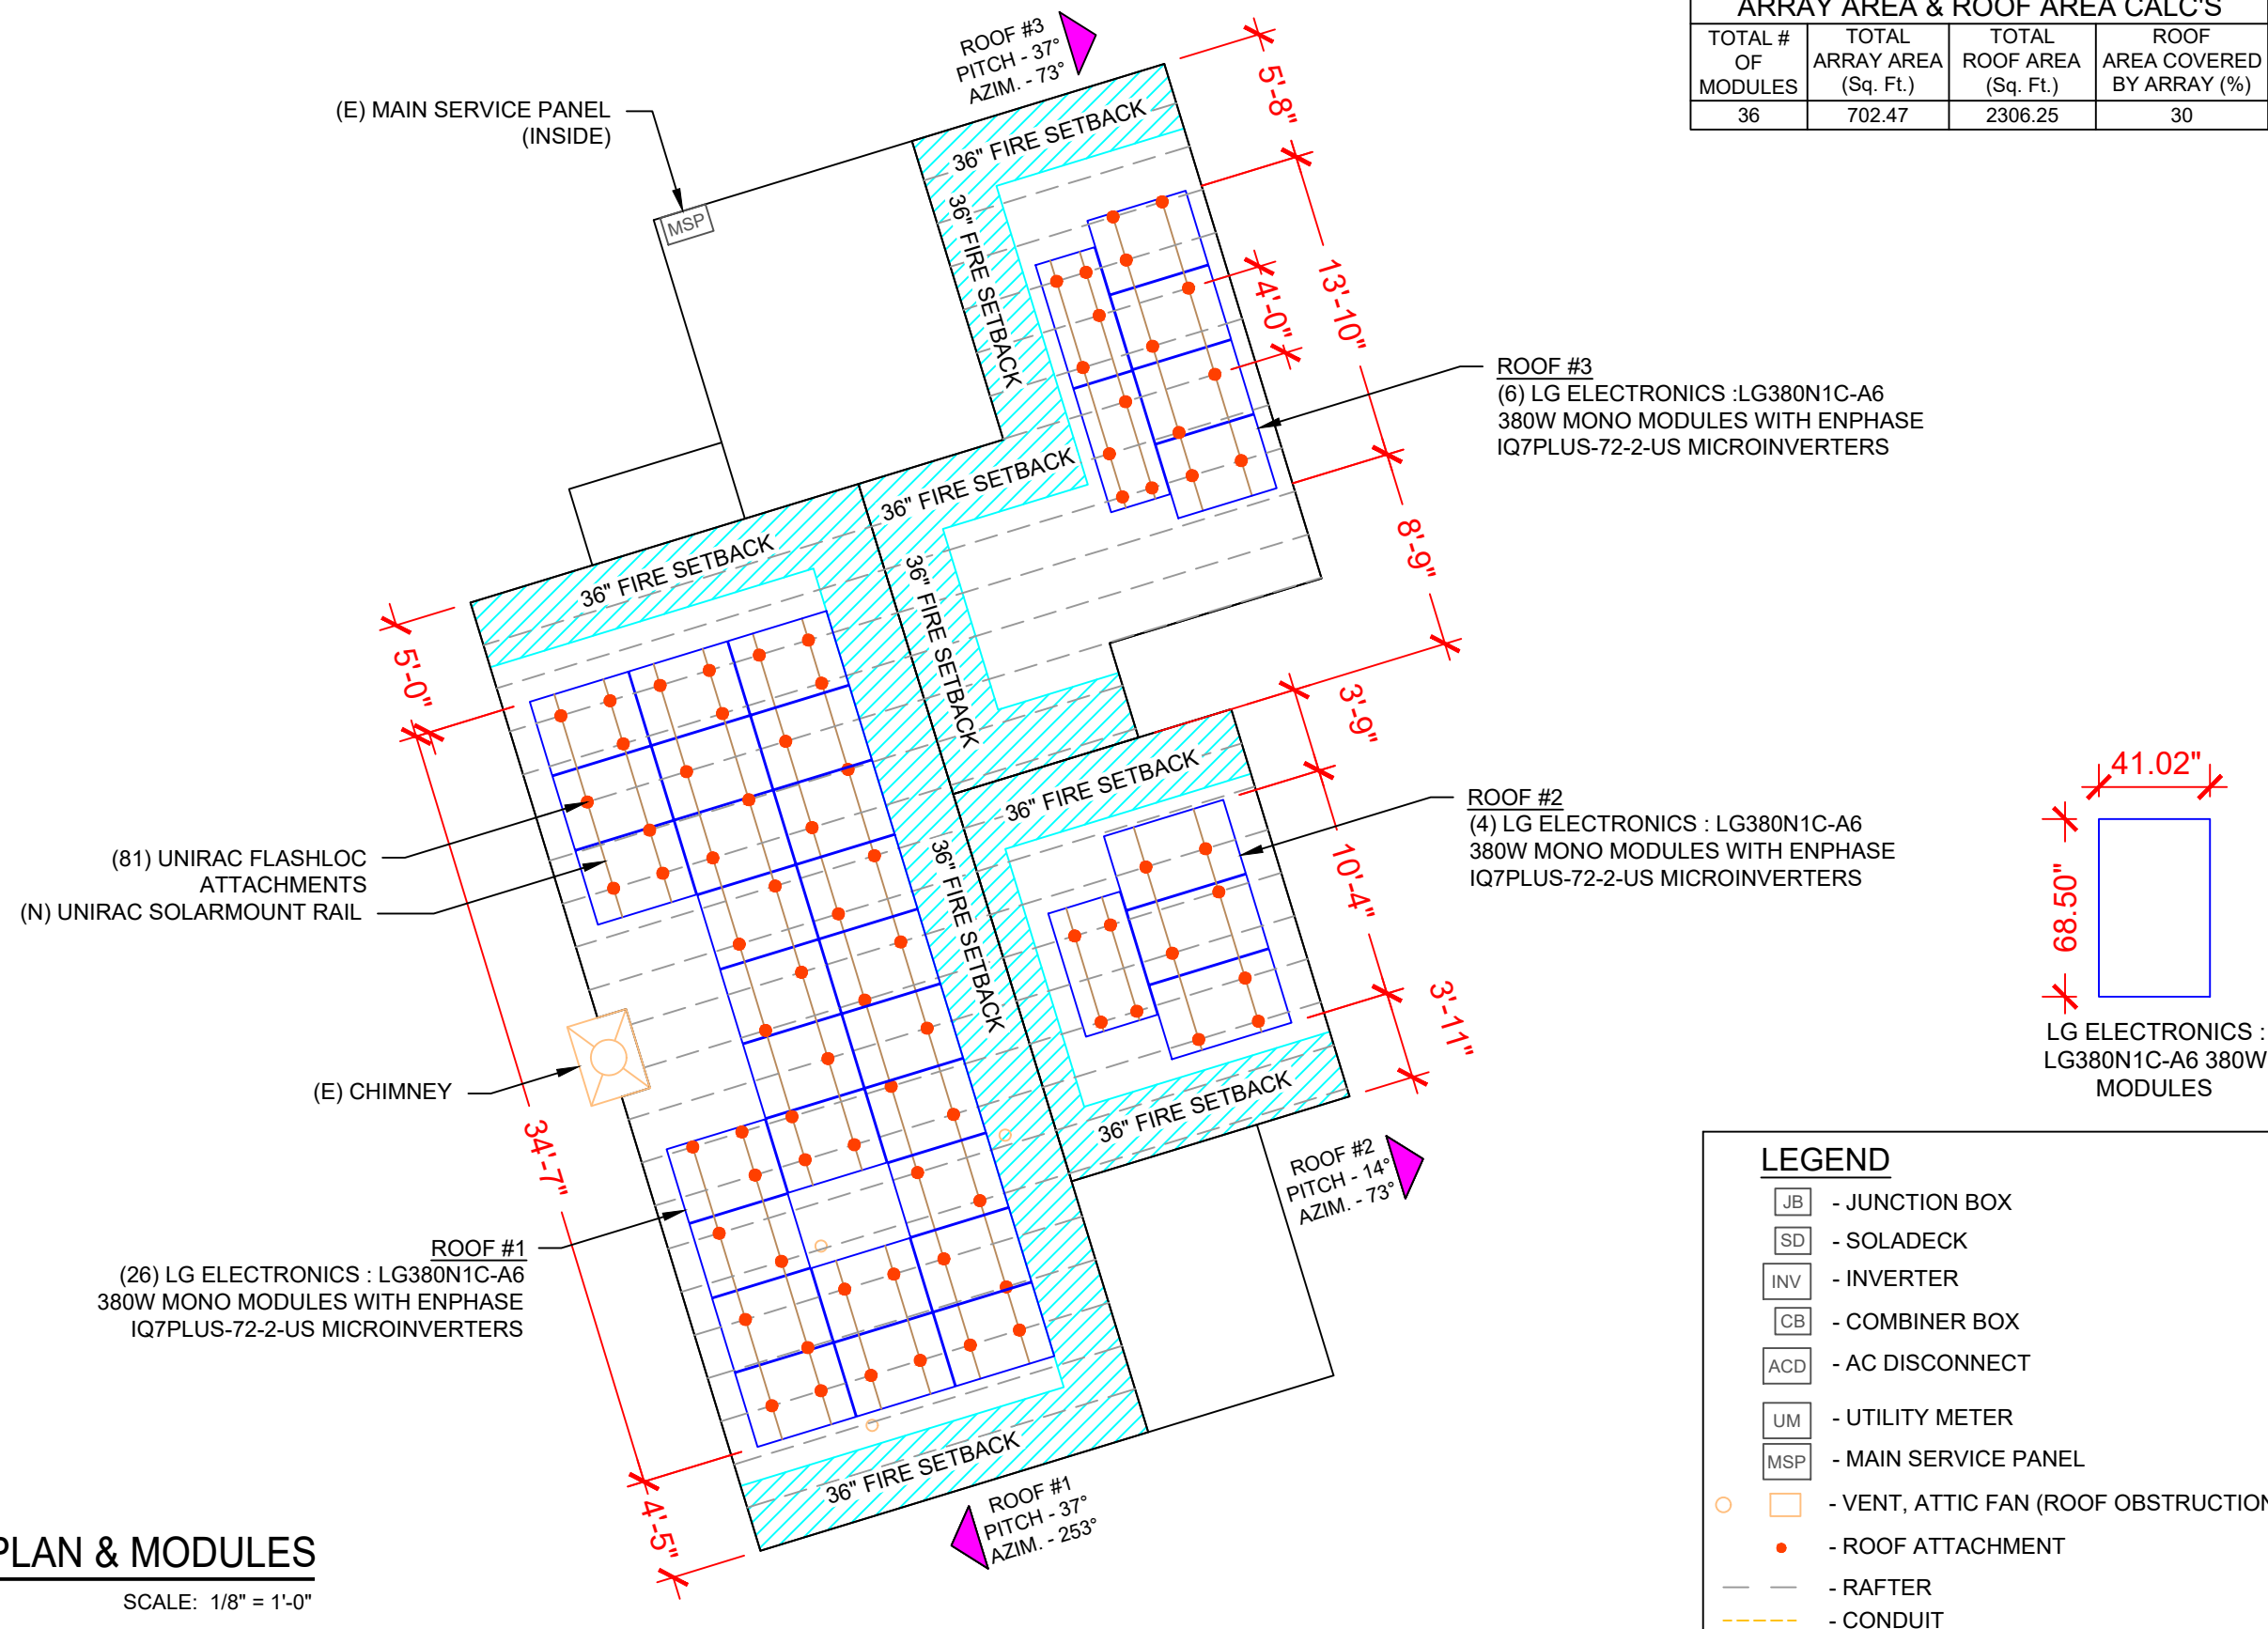 ARRAY AREA & ROOF AREA CALC'S
TOTAL #
OF
MODULES
TOTAL
ARRAY AREA
(Sq. Ft.)
TOTAL
ROOF AREA
(Sq. Ft.)
ROOF
AREA COVERED
BY ARRAY (%)
36
702.47
2306.25
30
ROOF #3
PITCH - 37°
AZIM. - 73°
(E) MAIN SERVICE PANEL
(INSIDE)
MSP
36" FIRE SETBACK
36" FIRE SETBACK
36" FIRE SETBACK
36" FIRE SETBACK
36" FIRE SETBACK
36" FIRE SETBACK
36" FIRE SETBACK
36" FIRE SETBACK
36" FIRE SETBACK
5'-8"
13'-10"
4'-0"
8'-9"
ROOF #3
(6) LG ELECTRONICS :LG380N1C-A6
380W MONO MODULES WITH ENPHASE
IQ7PLUS-72-2-US MICROINVERTERS
5'-0"
34'-7"
4'-5"
3'-9"
10'-4"
3'-11"
ROOF #2
(4) LG ELECTRONICS : LG380N1C-A6
380W MONO MODULES WITH ENPHASE
IQ7PLUS-72-2-US MICROINVERTERS
(81) UNIRAC FLASHLOC
ATTACHMENTS
(N) UNIRAC SOLARMOUNT RAIL
(E) CHIMNEY
ROOF #1
(26) LG ELECTRONICS : LG380N1C-A6
380W MONO MODULES WITH ENPHASE
IQ7PLUS-72-2-US MICROINVERTERS
ROOF #2
PITCH - 14°
AZIM. - 73°
ROOF #1
PITCH - 37°
AZIM. - 253°
41.02"
68.50"
LG ELECTRONICS :
LG380N1C-A6 380W
MODULES
LEGEND
JB - JUNCTION BOX
SD - SOLADECK
INV - INVERTER
CB - COMBINER BOX
ACD - AC DISCONNECT
UM - UTILITY METER
MSP - MAIN SERVICE PANEL
- VENT, ATTIC FAN (ROOF OBSTRUCTION
- ROOF ATTACHMENT
- RAFTER
- CONDUIT
PLAN & MODULES
SCALE: 1/8" = 1'-0"